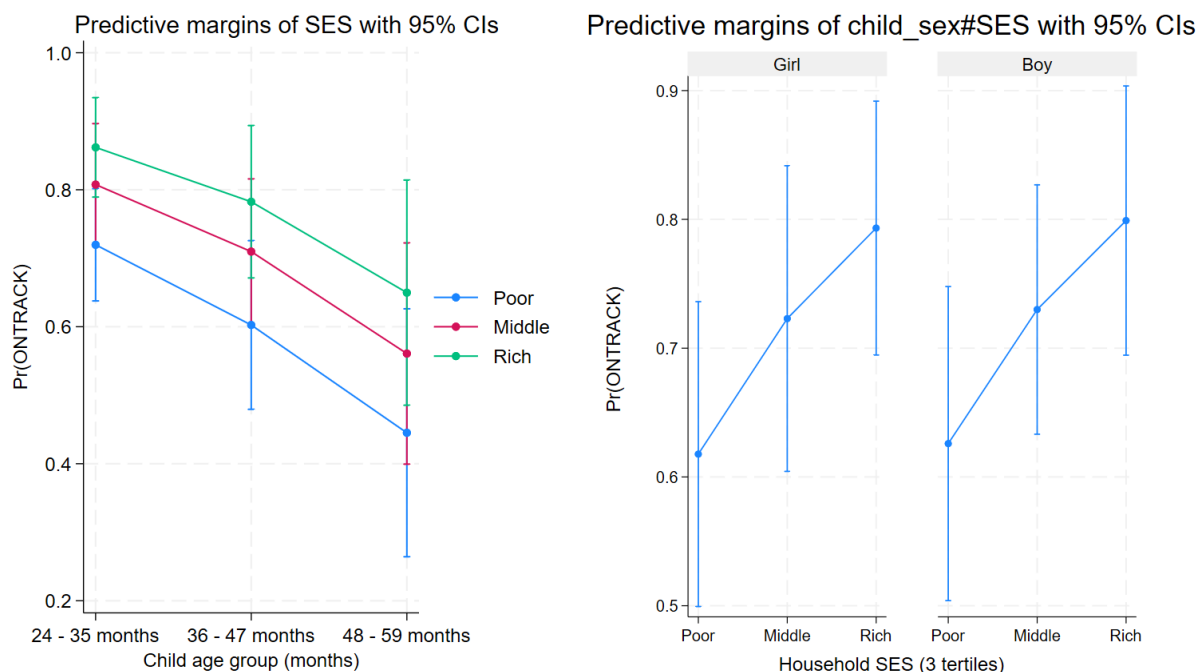 Predictive margins of SES with 95% CIs
1.0
0.8
0.6
0.4
0.2
Pr(ONTRACK)
24 - 35 months
36 - 47 months
48 - 59 months
Child age group (months)
Poor
Middle
Rich
Predictive margins of child_sex#SES with 95% CIs
Girl
Boy
0.9
0.8
0.7
0.6
0.5
Pr(ONTRACK)
Poor
Middle
Rich
Poor
Middle
Rich
Household SES (3 tertiles)